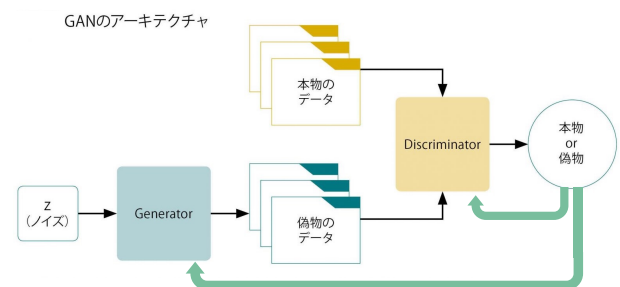 GANのアーキテクチャ
本物の
データ
Discriminator
本物
or
偽物
z
（ノイズ）
Generator
偽物の
データ